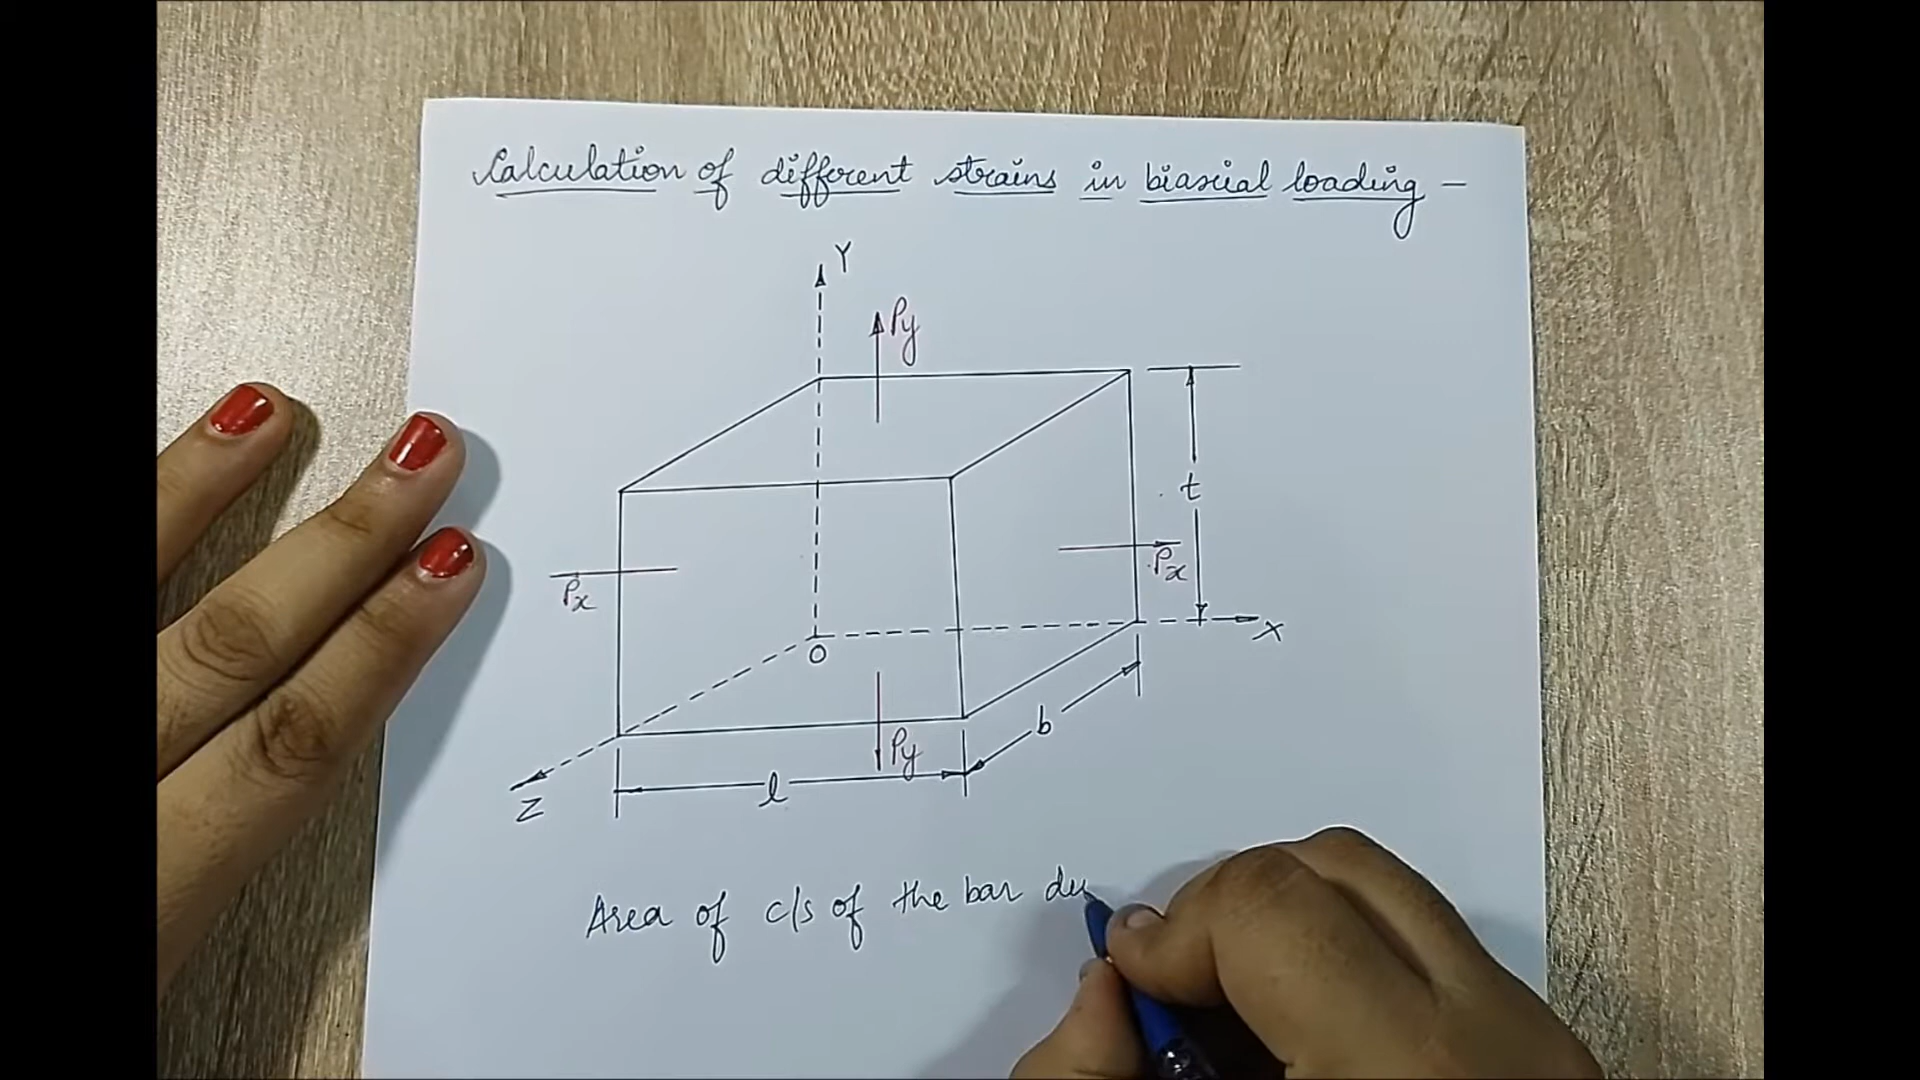 Calculation of different strains in biaxial loading -
Y
Py
t
Px
Px
O
X
b
Py
l
Z
Area of c/s of the bar du